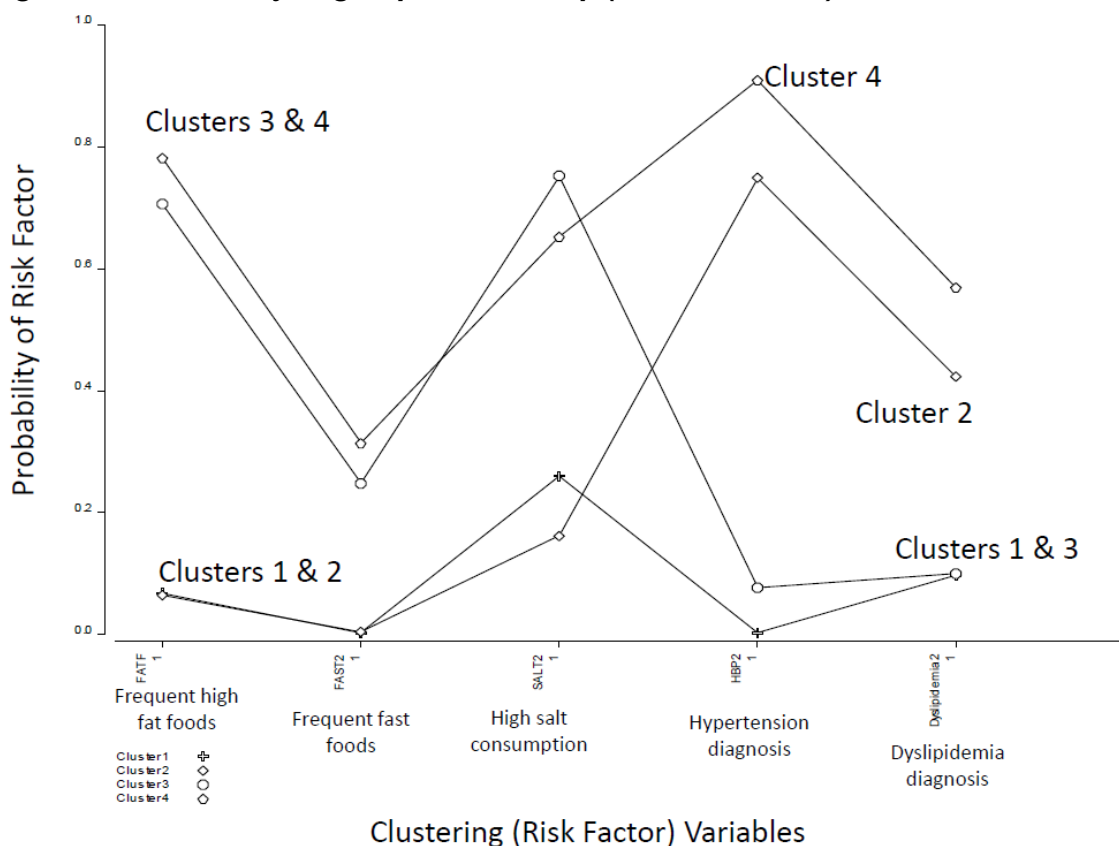 1.0
Cluster 4
Clusters 3 & 4
0.8
0.6
Probability of Risk Factor
0.4
Cluster 2
0.2
Clusters 1 & 3
Clusters 1 & 2
0.0
FATF 1
FAST2 1
SALT2 1
HBP2 1
Dyslipidemia2 1
Frequent high
fat foods
Frequent fast
foods
High salt
consumption
Hypertension
diagnosis
Dyslipidemia
diagnosis
Cluster1
Cluster2
Cluster3
Cluster4
Clustering (Risk Factor) Variables